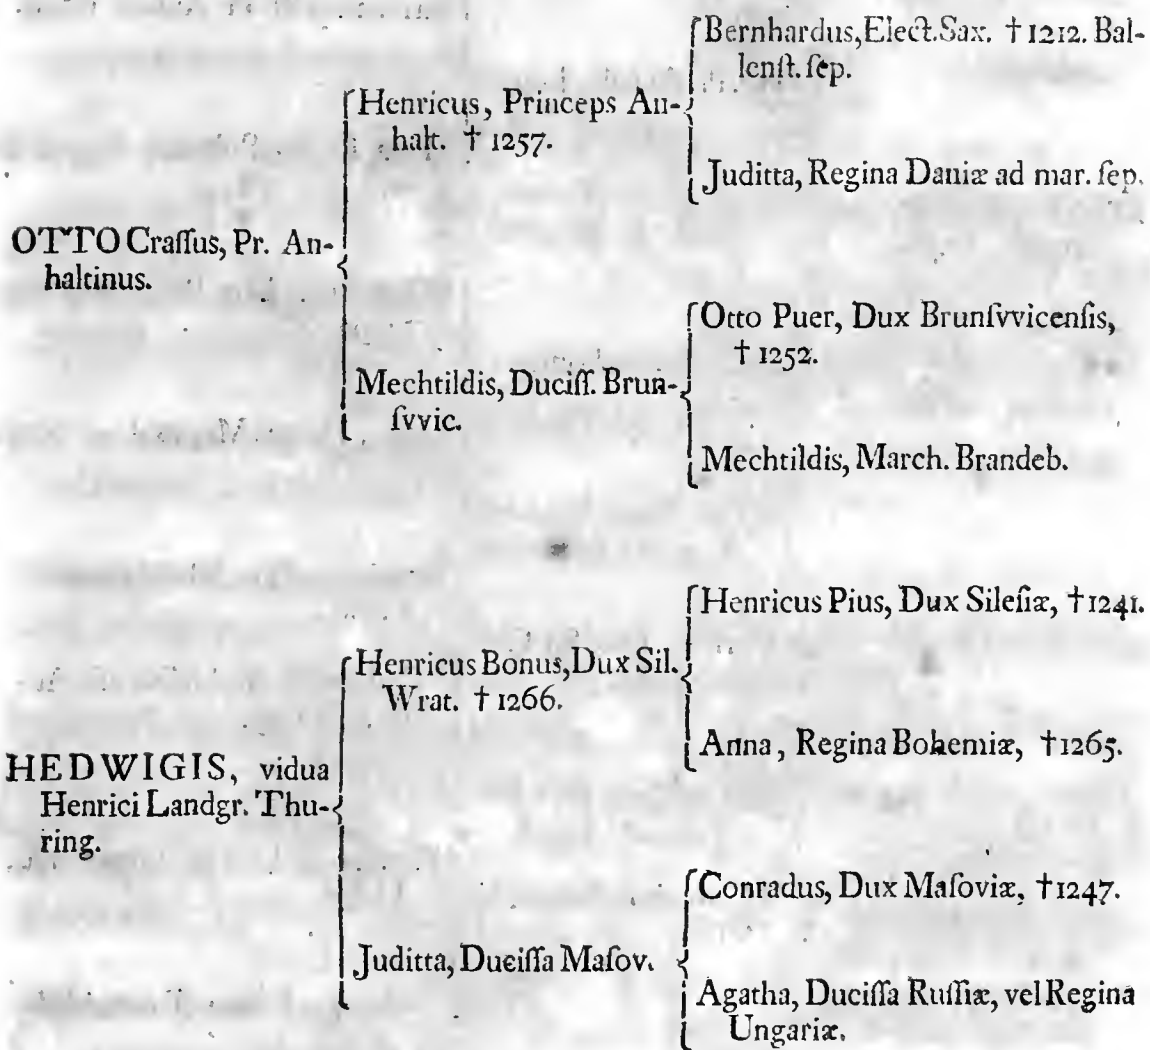 Bernhardus, Elect. Sax. † 1212. Bal-
lenſt. ſep.
Henricus, Princeps An-
halt. † 1257.
Juditta, Regina Daniæ ad mar. ſep.
OTTO Craſſus, Pr. An-
haltinus.
Otto Puer, Dux Brunſvvicenſis,
† 1252.
Mechtildis, Duciſſ. Brun-
ſvvic.
Mechtildis, March. Brandeb.
Henricus Pius, Dux Sileſiæ, † 1241.
Henricus Bonus, Dux Sil.
Wrat. † 1266.
Anna, Regina Bohemiæ, † 1265.
HEDWIGIS, vidua
Henrici Landgr. Thu-
ring.
Conradus, Dux Maſoviæ, † 1247.
Juditta, Duciſſa Maſov.
Agatha, Duciſſa Ruſſiæ, vel Regina
Ungariæ.